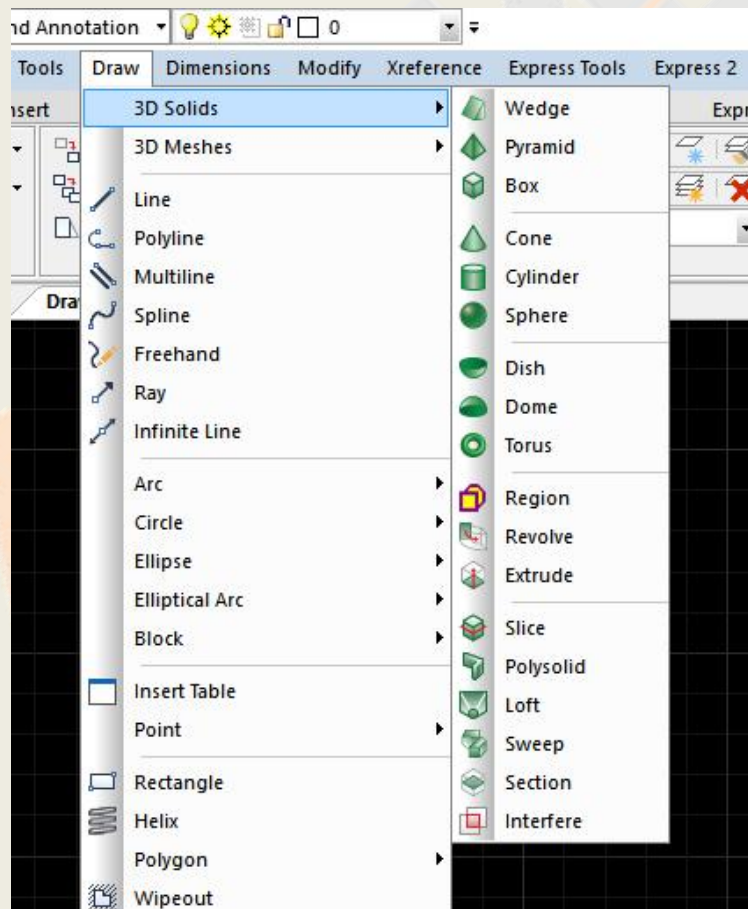 nd Annotation 0
Tools Draw Dimensions Modify Xreference Express Tools Express 2
nsert
Expr
Dra
3D Solids
3D Meshes
Line
Polyline
Multiline
Spline
Freehand
Ray
Infinite Line
Arc
Circle
Ellipse
Elliptical Arc
Block
Insert Table
Point
Rectangle
Helix
Polygon
Wipeout
Wedge
Pyramid
Box
Cone
Cylinder
Sphere
Dish
Dome
Torus
Region
Revolve
Extrude
Slice
Polysolid
Loft
Sweep
Section
Interfere